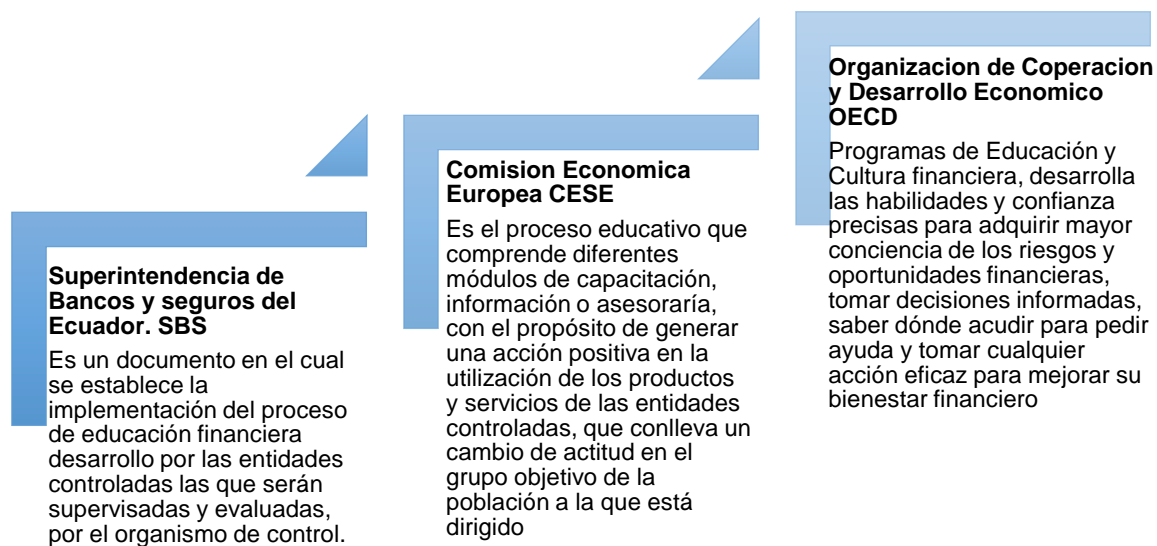 Superintendencia de
Bancos y seguros del
Ecuador. SBS
Es un documento en el cual
se establece la
implementación del proceso
de educación financiera
desarrollo por las entidades
controladas las que serán
supervisadas y evaluadas,
por el organismo de control.
Comision Economica
Europea CESE
Es el proceso educativo que
comprende diferentes
módulos de capacitación,
información o asesoraría,
con el propósito de generar
una acción positiva en la
utilización de los productos
y servicios de las entidades
controladas, que conlleva un
cambio de actitud en el
grupo objetivo de la
población a la que está
dirigido
Organizacion de Coperacion
y Desarrollo Economico
OECD
Programas de Educación y
Cultura financiera, desarrolla
las habilidades y confianza
precisas para adquirir mayor
conciencia de los riesgos y
oportunidades financieras,
tomar decisiones informadas,
saber dónde acudir para pedir
ayuda y tomar cualquier
acción eficaz para mejorar su
bienestar financiero